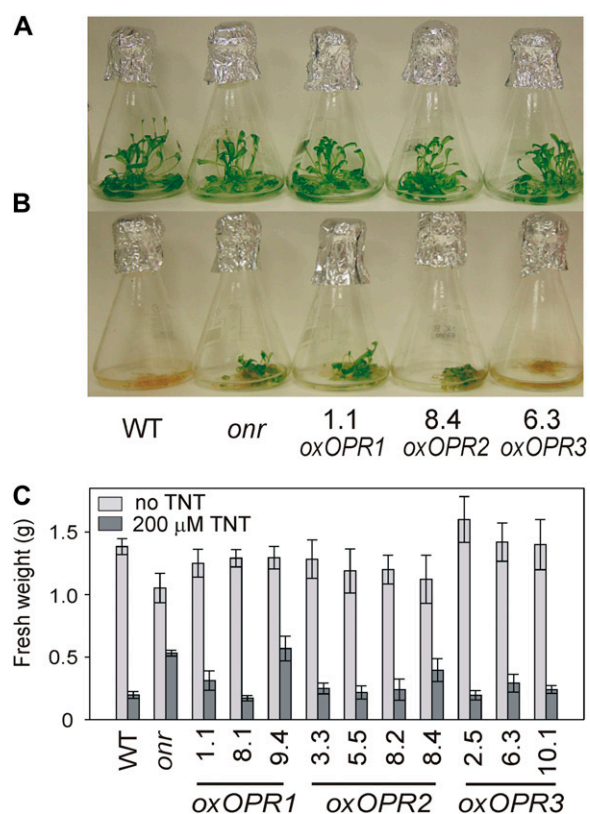 A
B
WT onr 1.1 8.4 6.3
oxOPR1 oxOPR2 oxOPR3
C
no TNT
200 μM TNT
Fresh weight (g)
1.5
1.0
0.5
0
WT onr 1.1 8.1 9.4 3.3 5.5 8.2 8.4 2.5 6.3 10.1
oxOPR1 oxOPR2 oxOPR3